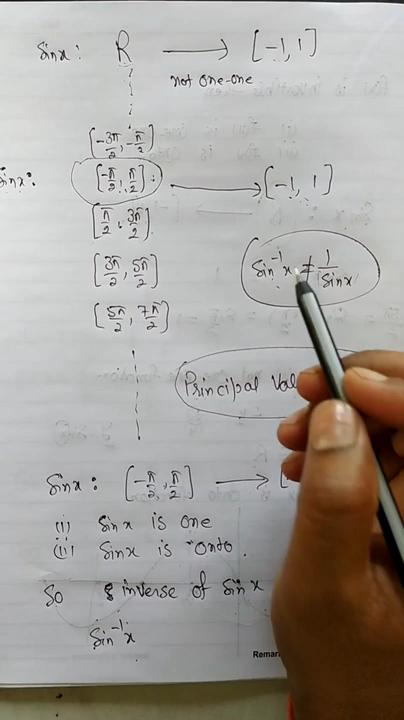 Sinx : R → [-1, 1]
not one-one
[-3π/2, -π/2]
Sinx : [-π/2, π/2] : → [-1, 1]
[π/2, 3π/2]
[3π/2, 5π/2]
Sin⁻¹x ≠ 1/Sinx
[5π/2, 7π/2]
Principal Val
Sinx : [-π/2, π/2] → [
(i) Sinx is one
(ii) Sinx is onto .
So inverse of Sin x
Sin⁻¹x
Remar